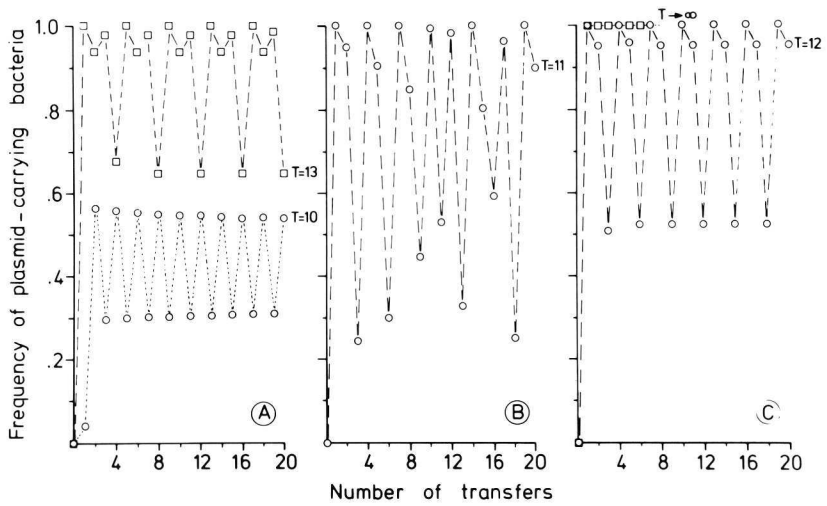 Frequency of plasmid-carrying bacteria
1.0
.8
.6
.4
.2
0
T=13
T=10
A
4 8 12 16 20
T=11
B
4 8 12 16 20
T→∞
T=12
C
4 8 12 16 20
Number of transfers